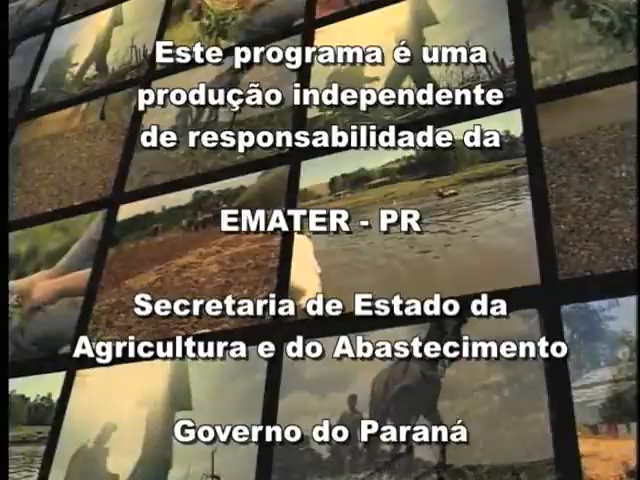 Este programa é uma
produção independente
de responsabilidade da
EMATER - PR
Secretaria de Estado da
Agricultura e do Abastecimento
Governo do Paraná